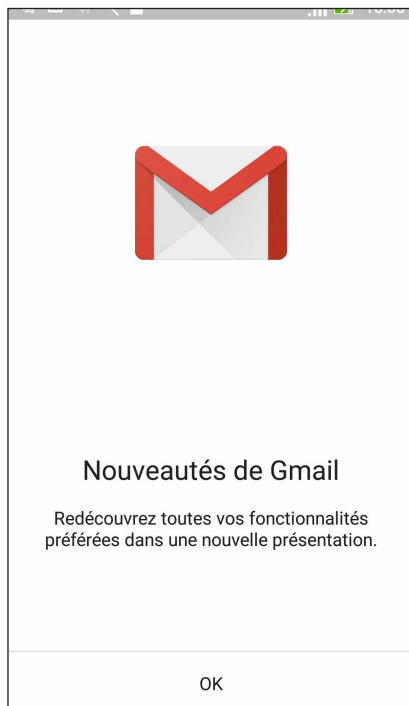 Nouveautés de Gmail
Redécouvrez toutes vos fonctionnalités
préférées dans une nouvelle présentation.
OK